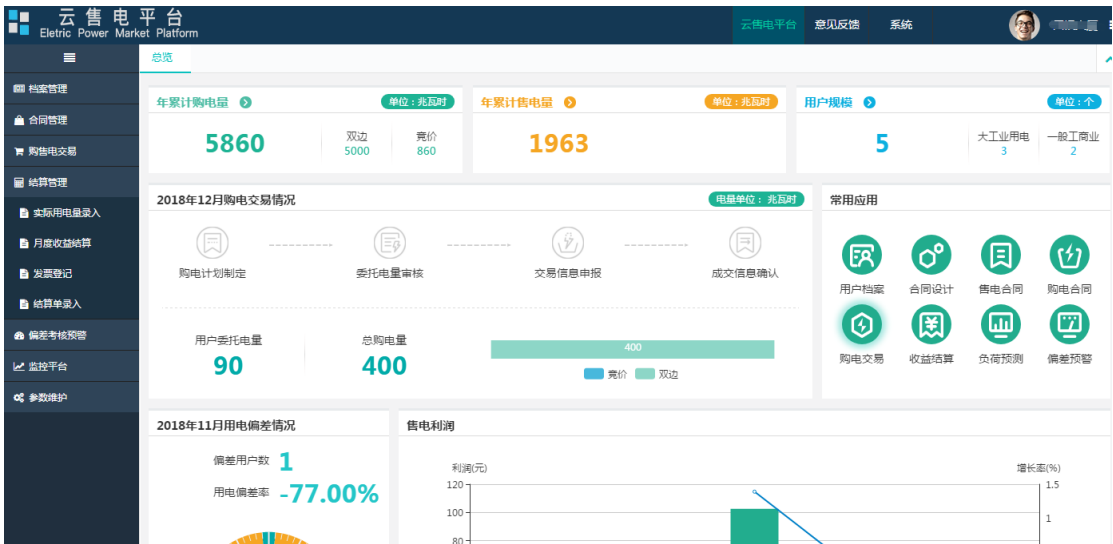 云售电平台
Eletric Power Market Platform
云售电平台 意见反馈 系统
总览
档案管理
合同管理
购售电交易
结算管理
实际用电量录入
月度收益结算
发票登记
结算单录入
偏差考核预警
监控平台
参数维护
年累计购电量 单位：兆瓦时
5860
双边 竞价
5000 860
年累计售电量 单位：兆瓦时
1963
用户规模 单位：个
5
大工业用电 一般工商业
3 2
2018年12月购电交易情况 电量单位： 兆瓦时
购电计划制定 委托电量审核 交易信息申报 成交信息确认
用户委托电量 总购电量
90 400
400
竞价 双边
常用应用
用户档案 合同设计 售电合同 购电合同
购电交易 收益结算 负荷预测 偏差预警
2018年11月用电偏差情况
偏差用户数 1
用电偏差率 -77.00%
售电利润
利润(元) 增长率(%)
120 1.5
100 1
80